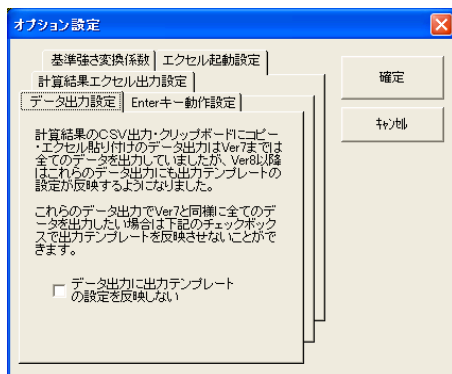 オプション設定
基準強さ変換係数
エクセル起動設定
計算結果エクセル出力設定
データ出力設定
Enterキー動作設定
計算結果のCSV出力・クリップボードにコピー
・エクセル貼り付けのデータ出力はVer7までは
全てのデータを出力していましたが、Ver8以降
はこれらのデータ出力にも出力テンプレートの
設定が反映するようになりました。
これらのデータ出力でVer7と同様に全てのデ
ータを出力したい場合は下記のチェックボック
スで出力テンプレートを反映させないことがで
きます。
データ出力に出力テンプレート
の設定を反映しない
確定
ｷｬﾝｾﾙ